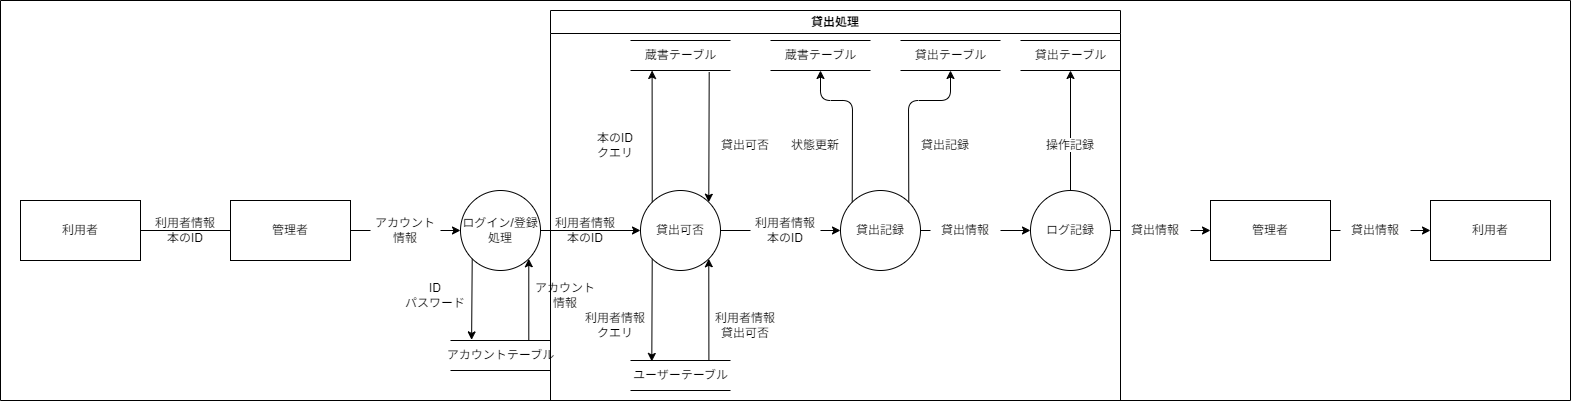 貸出処理
蔵書テーブル
蔵書テーブル
貸出テーブル
貸出テーブル
本のID
クエリ
貸出可否
状態更新
貸出記録
操作記録
利用者
利用者情報
本のID
管理者
アカウント
情報
ログイン/登録
処理
利用者情報
本のID
貸出可否
利用者情報
本のID
貸出記録
貸出情報
ログ記録
貸出情報
管理者
貸出情報
利用者
ID
パスワード
アカウント
情報
利用者情報
クエリ
利用者情報
貸出可否
アカウントテーブル
ユーザーテーブル